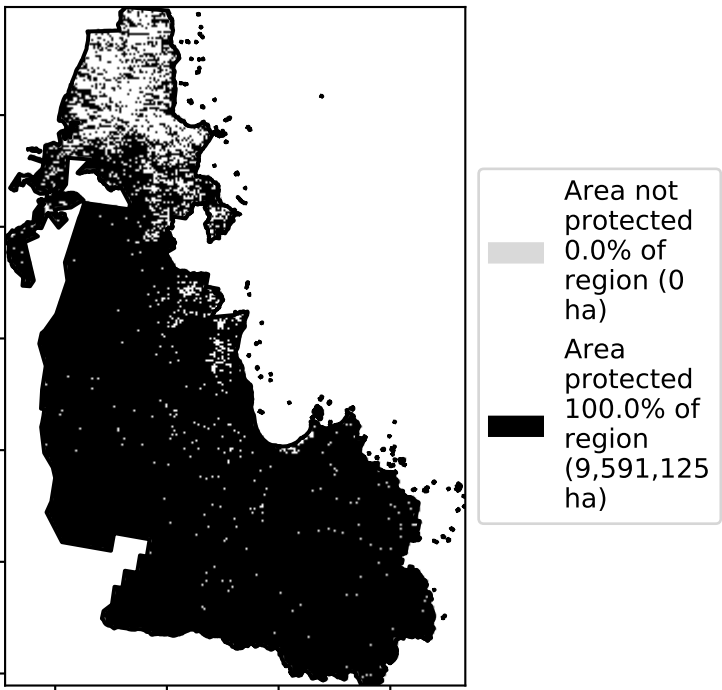 Area not
protected
0.0% of
region (0
ha)
Area
protected
100.0% of
region
(9,591,125
ha)